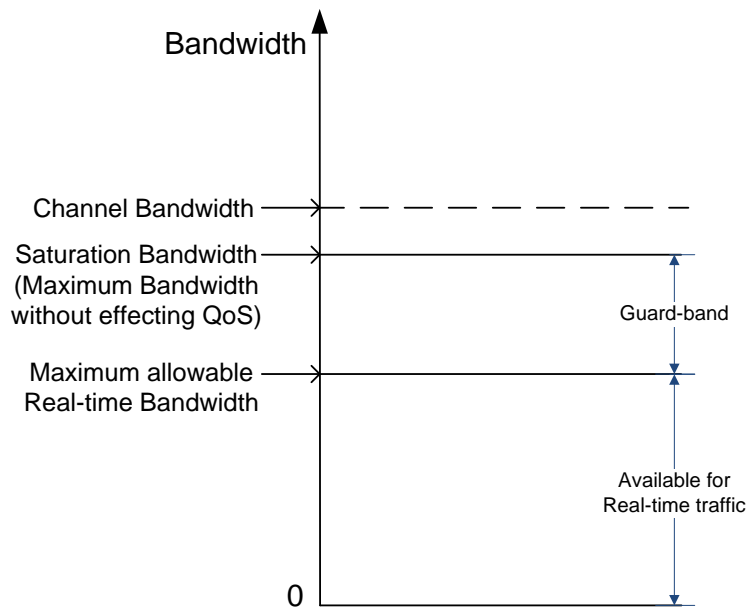 Bandwidth
Channel Bandwidth
Saturation Bandwidth
(Maximum Bandwidth
without effecting QoS)
Guard-band
Maximum allowable
Real-time Bandwidth
Available for
Real-time traffic
0